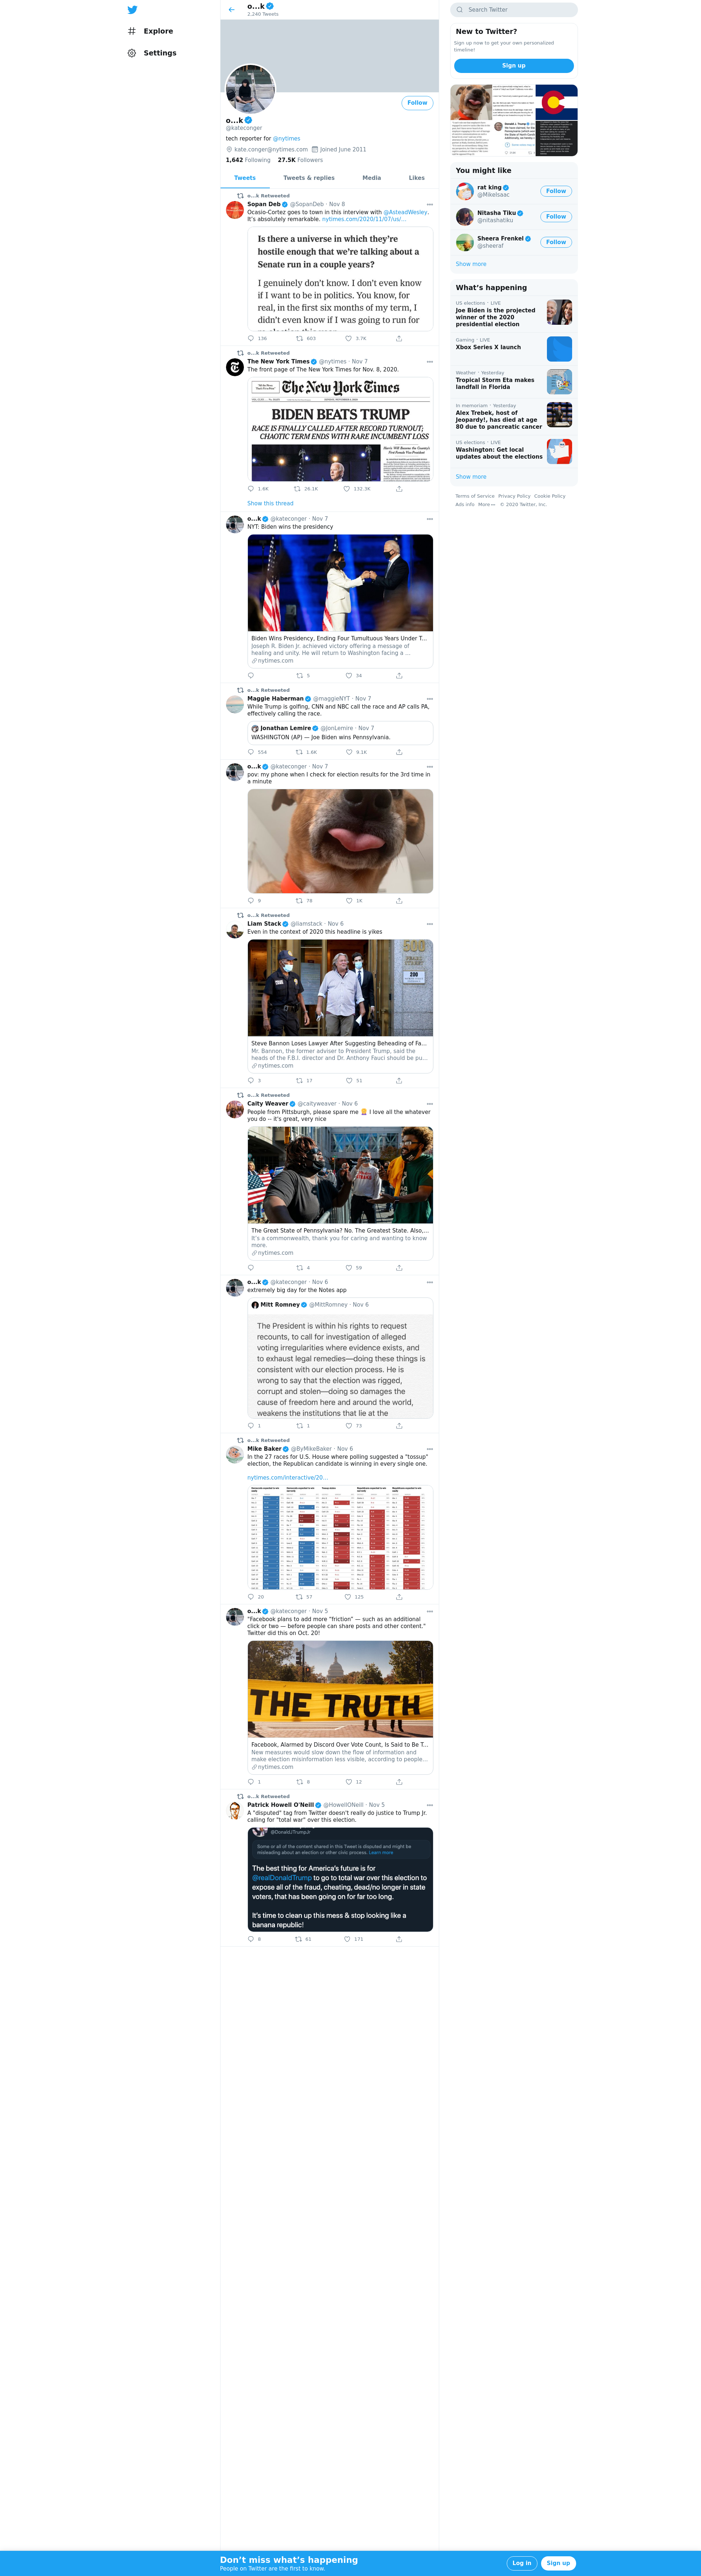 Explore
Settings
o...k
2,240 Tweets
Follow
o...k
@kateconger
tech reporter for @nytimes
kate.conger@nytimes.com Joined June 2011
1,642 Following 27.5K Followers
Tweets Tweets & replies Media Likes
o...k Retweeted
Sopan Deb @SopanDeb · Nov 8
Ocasio-Cortez goes to town in this interview with @AsteadWesley.
It's absolutely remarkable. nytimes.com/2020/11/07/us/...
Is there a universe in which they're
hostile enough that we're talking about a
Senate run in a couple years?
I genuinely don't know. I don't even know
if I want to be in politics. You know, for
real, in the first six months of my term, I
didn't even know if I was going to run for
136 603 3.7K
o...k Retweeted
The New York Times @nytimes · Nov 7
The front page of The New York Times for Nov. 8, 2020.
The New York Times
BIDEN BEATS TRUMP
RACE IS FINALLY CALLED AFTER RECORD TURNOUT;
CHAOTIC TERM ENDS WITH RARE INCUMBENT LOSS
1.6K 26.1K 132.3K
Show this thread
o...k @kateconger · Nov 7
NYT: Biden wins the presidency
Biden Wins Presidency, Ending Four Tumultuous Years Under T...
Joseph R. Biden Jr. achieved victory offering a message of
healing and unity. He will return to Washington facing a ...
nytimes.com
5 34
o...k Retweeted
Maggie Haberman @maggieNYT · Nov 7
While Trump is golfing, CNN and NBC call the race and AP calls PA,
effectively calling the race.
Jonathan Lemire @JonLemire · Nov 7
WASHINGTON (AP) — Joe Biden wins Pennsylvania.
554 1.6K 9.1K
o...k @kateconger · Nov 7
pov: my phone when I check for election results for the 3rd time in
a minute
9 78 1K
o...k Retweeted
Liam Stack @liamstack · Nov 6
Even in the context of 2020 this headline is yikes
500
PEARL
STREET
200
Steve Bannon Loses Lawyer After Suggesting Beheading of Fa...
Mr. Bannon, the former adviser to President Trump, said the
heads of the F.B.I. director and Dr. Anthony Fauci should be pu...
nytimes.com
3 17 51
o...k Retweeted
Caity Weaver @caityweaver · Nov 6
People from Pittsburgh, please spare me I love all the whatever
you do -- it's great, very nice
The Great State of Pennsylvania? No. The Greatest State. Also,...
It's a commonwealth, thank you for caring and wanting to know
more.
nytimes.com
4 59
o...k @kateconger · Nov 6
extremely big day for the Notes app
Mitt Romney @MittRomney · Nov 6
The President is within his rights to request
recounts, to call for investigation of alleged
voting irregularities where evidence exists, and
to exhaust legal remedies—doing these things is
consistent with our election process. He is
wrong to say that the election was rigged,
corrupt and stolen—doing so damages the
cause of freedom here and around the world,
weakens the institutions that lie at the
1 1 73
o...k Retweeted
Mike Baker @ByMikeBaker · Nov 6
In the 27 races for U.S. House where polling suggested a "tossup"
election, the Republican candidate is winning in every single one.
nytimes.com/interactive/20...
20 57 125
o...k @kateconger · Nov 5
"Facebook plans to add more "friction" — such as an additional
click or two — before people can share posts and other content."
Twitter did this on Oct. 20!
THE TRUTH
Facebook, Alarmed by Discord Over Vote Count, Is Said to Be T...
New measures would slow down the flow of information and
make election misinformation less visible, according to people...
nytimes.com
1 8 12
o...k Retweeted
Patrick Howell O'Neill @HowellONeill · Nov 5
A "disputed" tag from Twitter doesn't really do justice to Trump Jr.
calling for "total war" over this election.
@DonaldJTrumpJr
Some or all of the content shared in this Tweet is disputed and might be
misleading about an election or other civic process. Learn more
The best thing for America's future is for
@realDonaldTrump to go to total war over this election to
expose all of the fraud, cheating, dead/no longer in state
voters, that has been going on for far too long.
It's time to clean up this mess & stop looking like a
banana republic!
8 61 171
Search Twitter
New to Twitter?
Sign up now to get your own personalized
timeline!
Sign up
You might like
rat king
@MikeIsaac
Follow
Nitasha Tiku
@nitashatiku
Follow
Sheera Frenkel
@sheeraf
Follow
Show more
What's happening
US elections · LIVE
Joe Biden is the projected
winner of the 2020
presidential election
Gaming · LIVE
Xbox Series X launch
Weather · Yesterday
Tropical Storm Eta makes
landfall in Florida
In memoriam · Yesterday
Alex Trebek, host of
Jeopardy!, has died at age
80 due to pancreatic cancer
US elections · LIVE
Washington: Get local
updates about the elections
Show more
Terms of Service Privacy Policy Cookie Policy
Ads info More © 2020 Twitter, Inc.
Don't miss what's happening
People on Twitter are the first to know.
Log in
Sign up